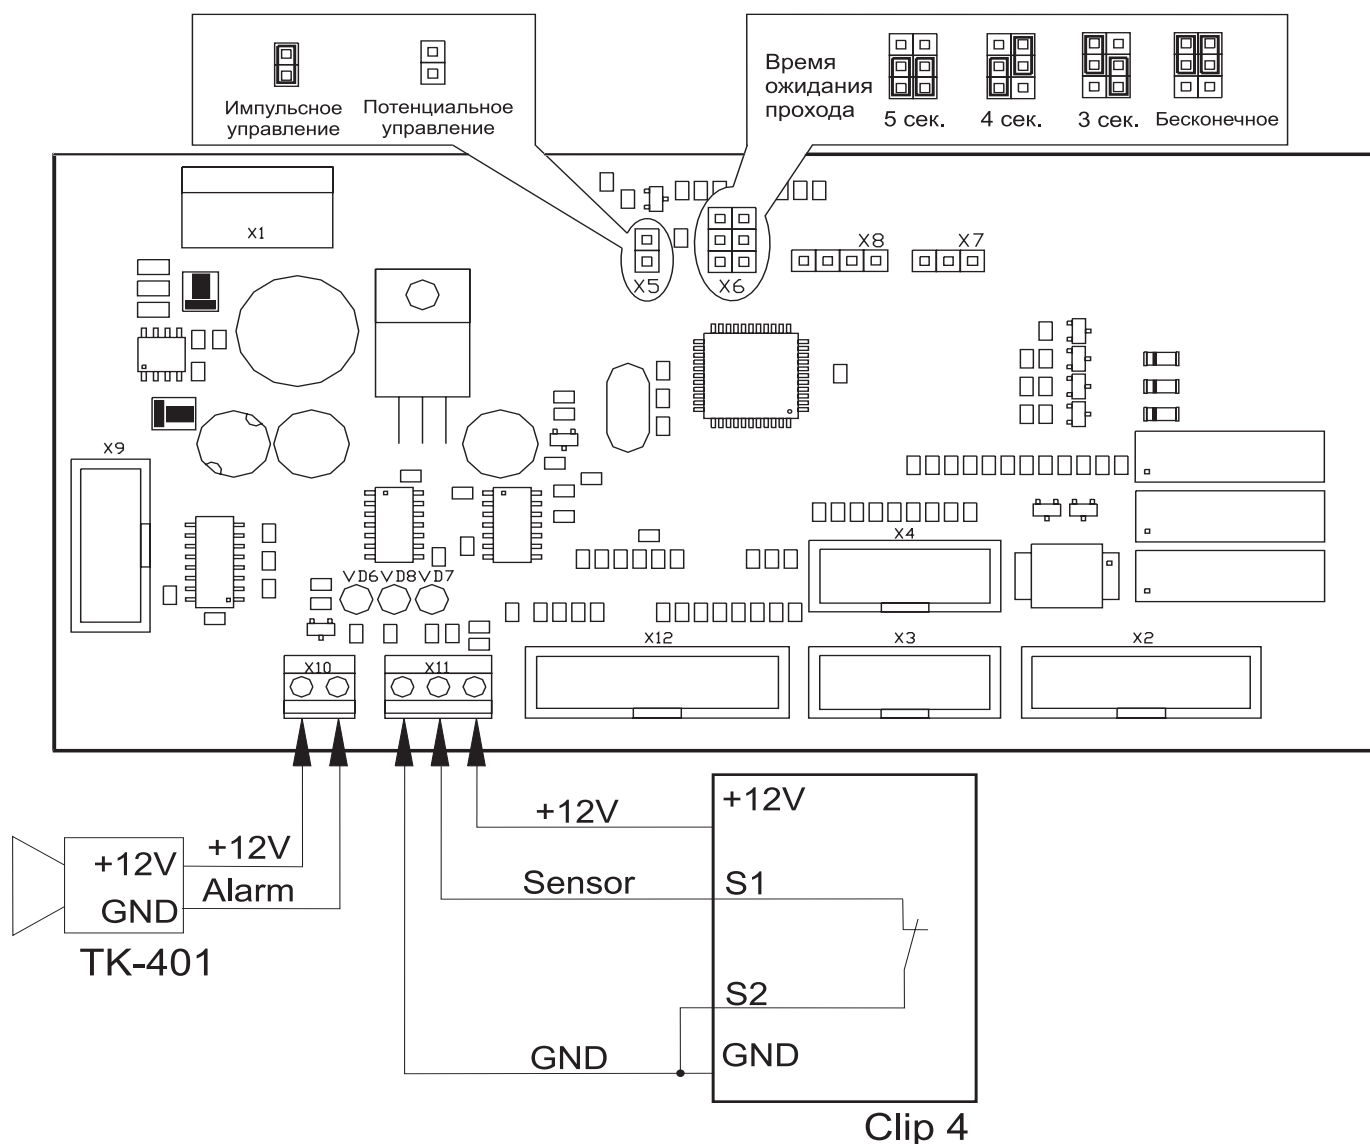 Импульсное
управление
Потенциальное
управление
Время
ожидания
прохода
5 сек.
4 сек.
3 сек.
Бесконечное
X1
X5
X6
X8
X7
X9
X4
VD6
VD8
VD7
X10
X11
X12
X3
X2
+12V
+12V
+12V
+12V
GND
Alarm
TK-401
Sensor
S1
S2
GND
GND
Clip 4